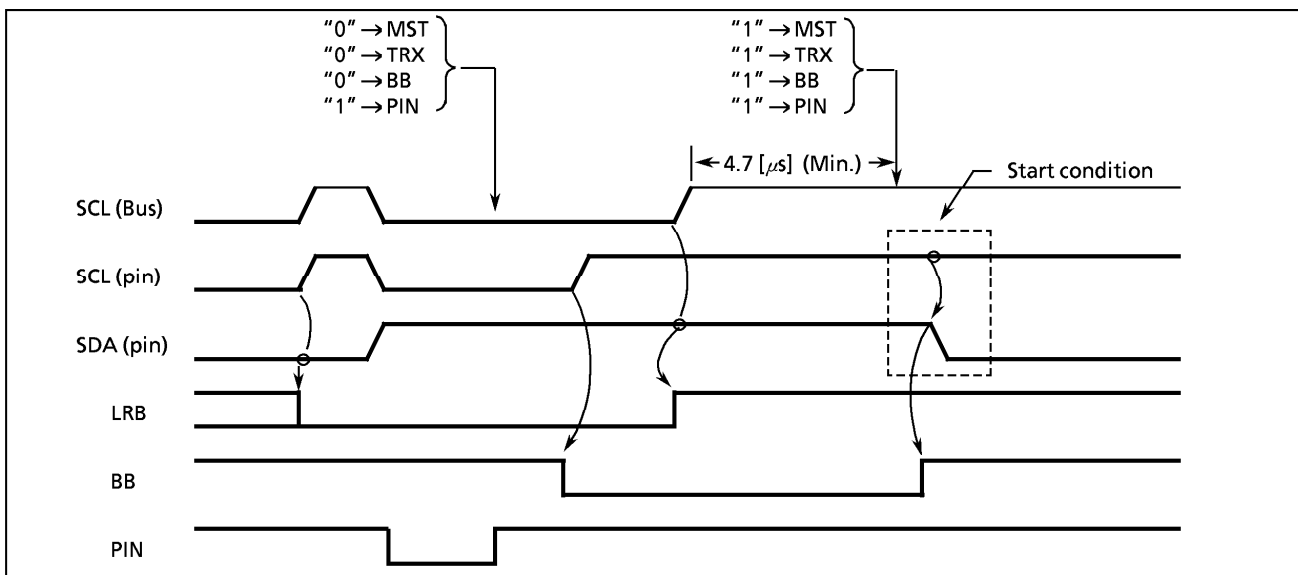 “0” → MST
“0” → TRX
“0” → BB
“1” → PIN
“1” → MST
“1” → TRX
“1” → BB
“1” → PIN
4.7 [μs] (Min.)
Start condition
SCL (Bus)
SCL (pin)
SDA (pin)
LRB
BB
PIN